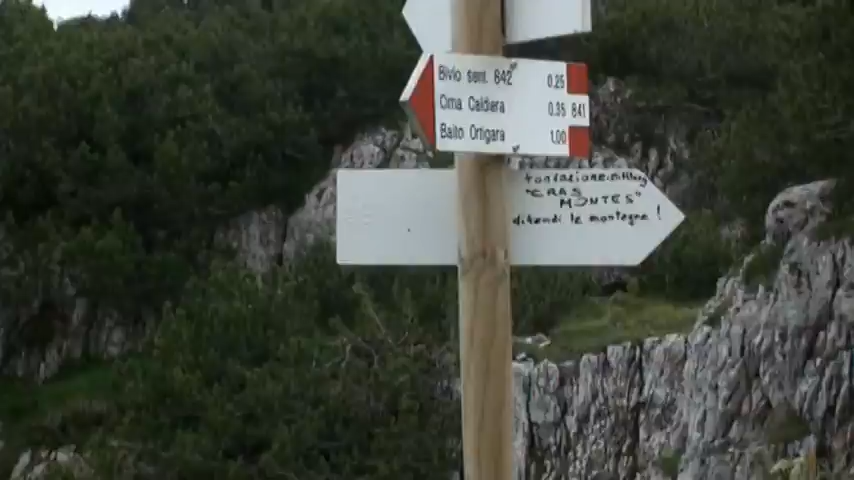 Bivio sent. 842 0.25
Cima Caldiera 0.35 841
Baito Ortigara 1.00
"CRAS
MONTES"
difendi le montagne !